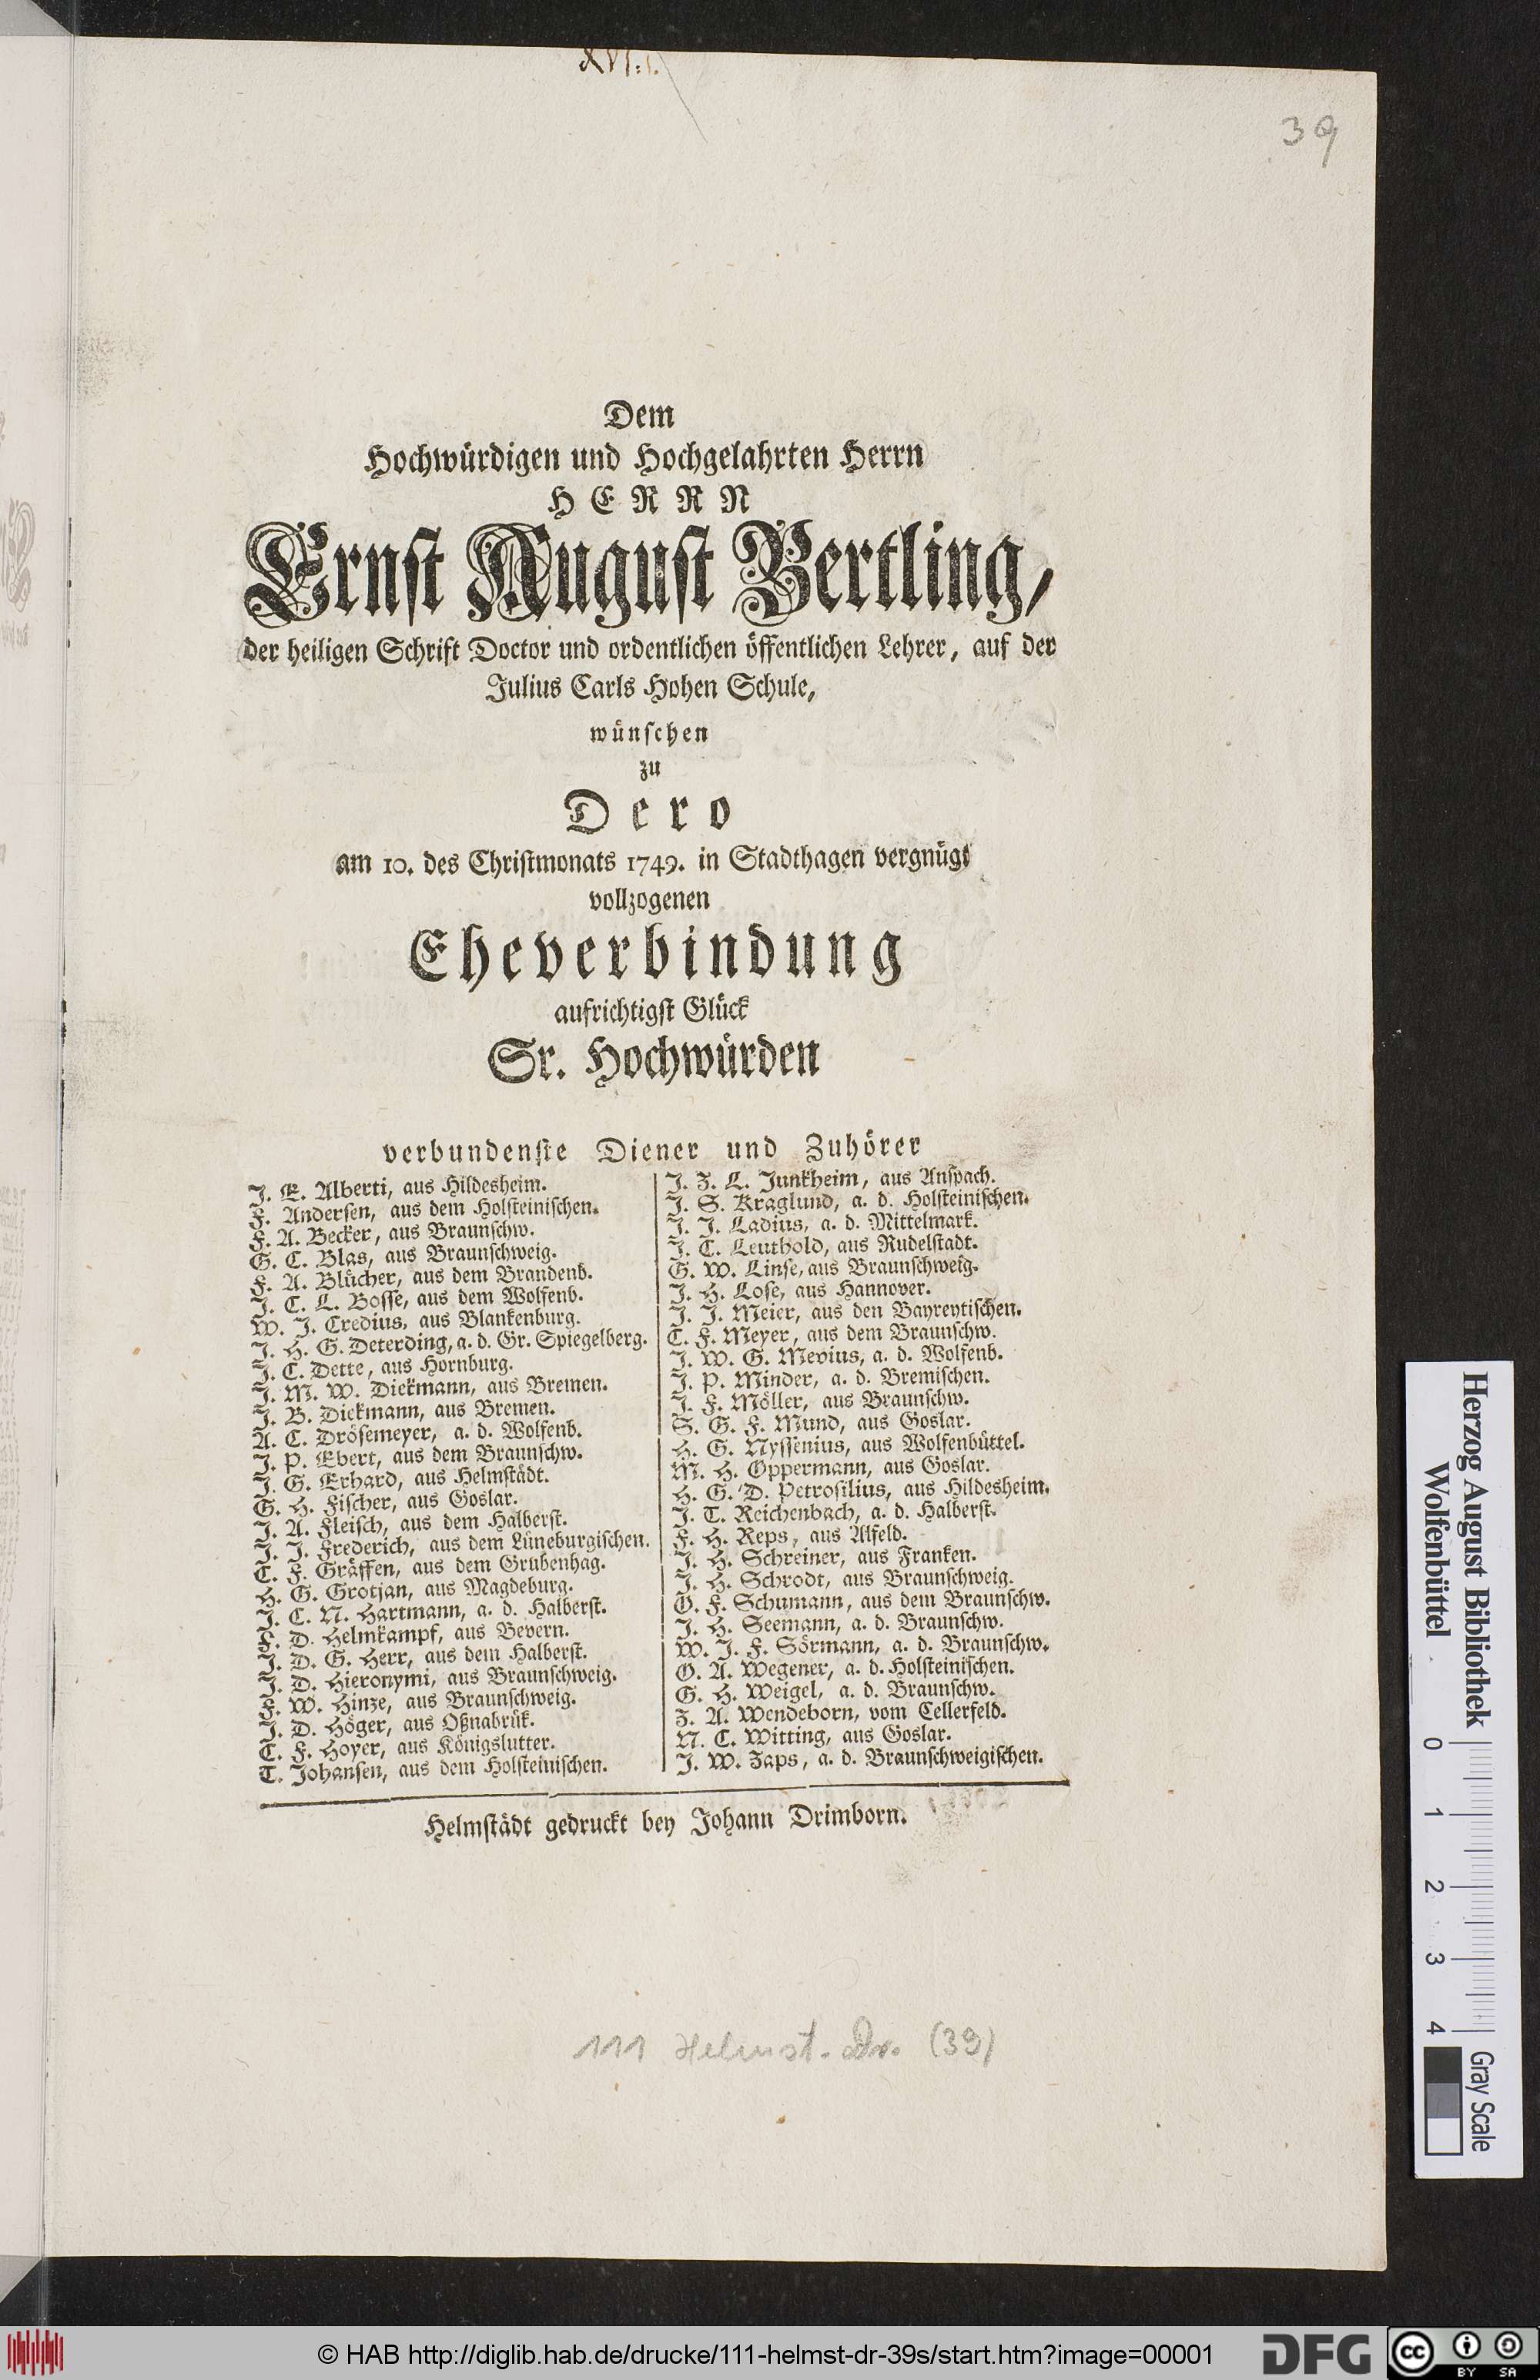 XVI: 1.
39
Dem
Hochwürdigen und Hochgelahrten Herrn
HERRN
Ernst August Bertling,
der heiligen Schrift Doctor und ordentlichen öffentlichen Lehrer, auf der
Julius Carls Hohen Schule,
wünschen
zu
Dero
am 10. des Christmonats 1749. in Stadthagen vergnügt
vollzogenen
Eheverbindung
aufrichtigst Glück
Sr. Hochwürden
verbundenste Diener und Zuhörer
J. E. Alberti, aus Hildesheim.
F. Andersen, aus dem Holsteinischen.
F. A. Becker, aus Braunschw.
G. C. Blas, aus Braunschweig.
F. A. Blücher, aus dem Brandenb.
J. C. L. Bosse, aus dem Wolfenb.
W. J. Credius, aus Blankenburg.
J. H. G. Deterding, a. d. Gr. Spiegelberg.
J. C. Dette, aus Hornburg.
J. M. W. Diekmann, aus Bremen.
J. B. Diekmann, aus Bremen.
A. C. Drösemeyer, a. d. Wolfenb.
J. P. Ebert, aus dem Braunschw.
J. G. Erhard, aus Helmstädt.
G. H. Fischer, aus Goslar.
J. A. Fleisch, aus dem Halberst.
J. J. Frederich, aus dem Lüneburgischen.
C. F. Gräffen, aus dem Grubenhag.
H. G. Grotjan, aus Magdeburg.
J. C. N. Hartmann, a. d. Halberst.
F. D. Helmkampf, aus Bevern.
J. D. G. Herr, aus dem Halberst.
J. D. Hieronymi, aus Braunschweig.
F. W. Hinze, aus Braunschweig.
J. D. Höger, aus Oßnabrük.
C. F. Hoyer, aus Königslutter.
T. Johansen, aus dem Holsteinischen.
J. Z. L. Junkheim, aus Anspach.
J. S. Kraglund, a. d. Holsteinischen.
J. J. Ladius, a. d. Mittelmark.
J. C. Leuthold, aus Rudelstadt.
G. W. Linse, aus Braunschweig.
J. H. Lose, aus Hannover.
J. J. Meier, aus den Bayreytischen.
C. F. Meyer, aus dem Braunschw.
J. W. G. Mevius, a. d. Wolfenb.
J. P. Minder, a. d. Bremischen.
J. F. Möller, aus Braunschw.
S. G. F. Mund, aus Goslar.
H. G. Nyssenius, aus Wolfenbüttel.
M. H. Oppermann, aus Goslar.
H. G. D. Petrosilius, aus Hildesheim.
J. T. Reichenbach, a. d. Halberst.
F. H. Reps, aus Alfeld.
J. H. Schreiner, aus Franken.
J. H. Schrodt, aus Braunschweig.
O. F. Schumann, aus dem Braunschw.
J. H. Seemann, a. d. Braunschw.
W. J. F. Sörmann, a. d. Braunschw.
O. A. Wegener, a. d. Holsteinischen.
G. H. Weigel, a. d. Braunschw.
Z. A. Wendeborn, vom Cellerfeld.
N. C. Witting, aus Goslar.
J. W. Zaps, a. d. Braunschweigischen.
Helmstädt gedruckt bey Johann Drimborn.
111 Helmst. Dr. (39)
Herzog August Bibliothek
Wolfenbüttel
0 1 2 3 4
Gray Scale
© HAB http://diglib.hab.de/drucke/111-helmst-dr-39s/start.htm?image=00001
DFG
cc BY SA